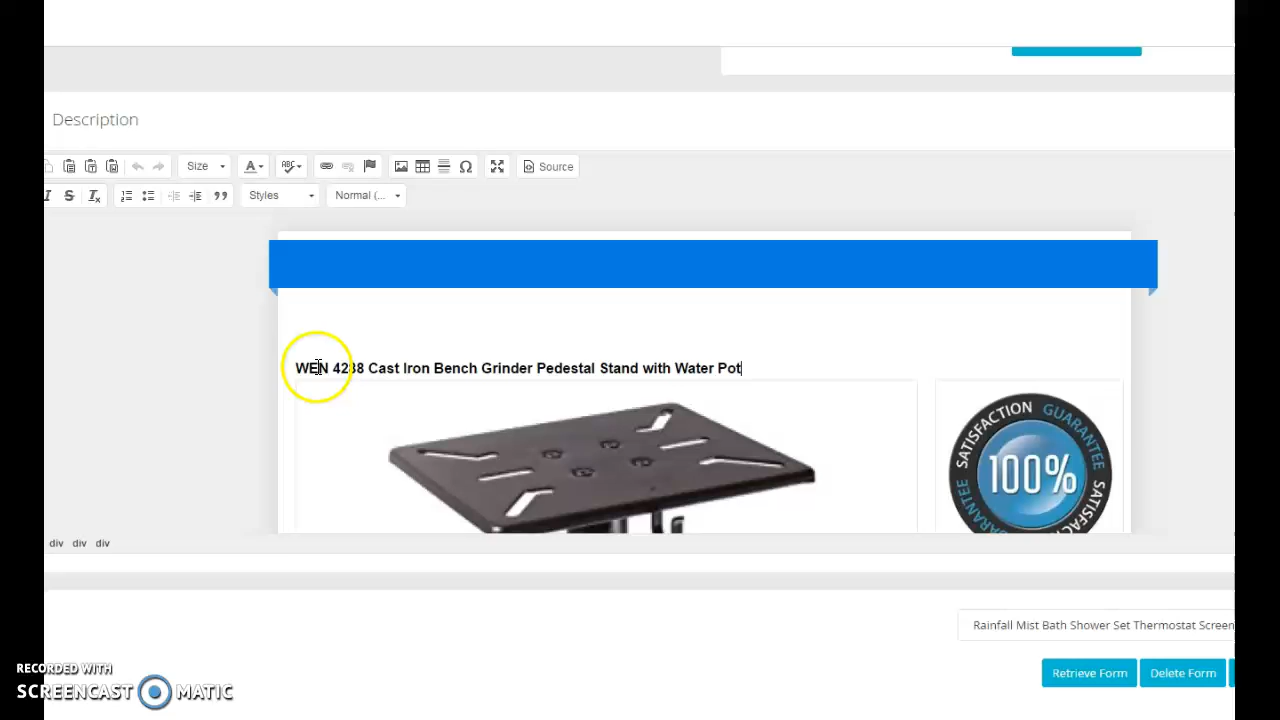 Description
Size
Source
Styles
Normal (...
WEN 4288 Cast Iron Bench Grinder Pedestal Stand with Water Pot
SATISFACTION GUARANTEE
100%
GUARANTEE
div div div
Rainfall Mist Bath Shower Set Thermostat Screen
Retrieve Form
Delete Form
RECORDED WITH
SCREENCAST MATIC